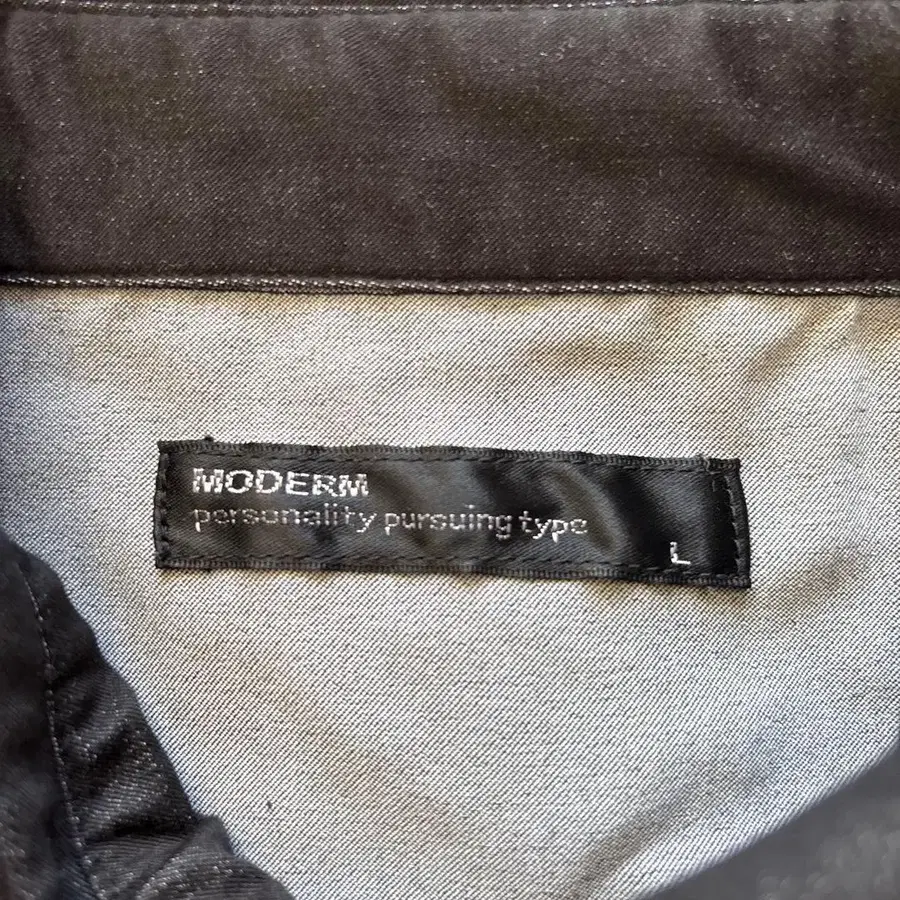 MODERM
personality pursuing type
L